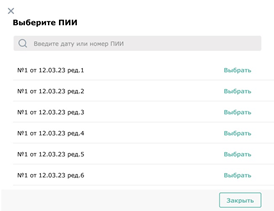 Выберите ПИИ
Введите дату или номер ПИИ
№1 от 12.03.23 ред.1 Выбрать
№1 от 12.03.23 ред.2 Выбрать
№1 от 12.03.23 ред.3 Выбрать
№1 от 12.03.23 ред.4 Выбрать
№1 от 12.03.23 ред.5 Выбрать
№1 от 12.03.23 ред.6 Выбрать
Закрыть